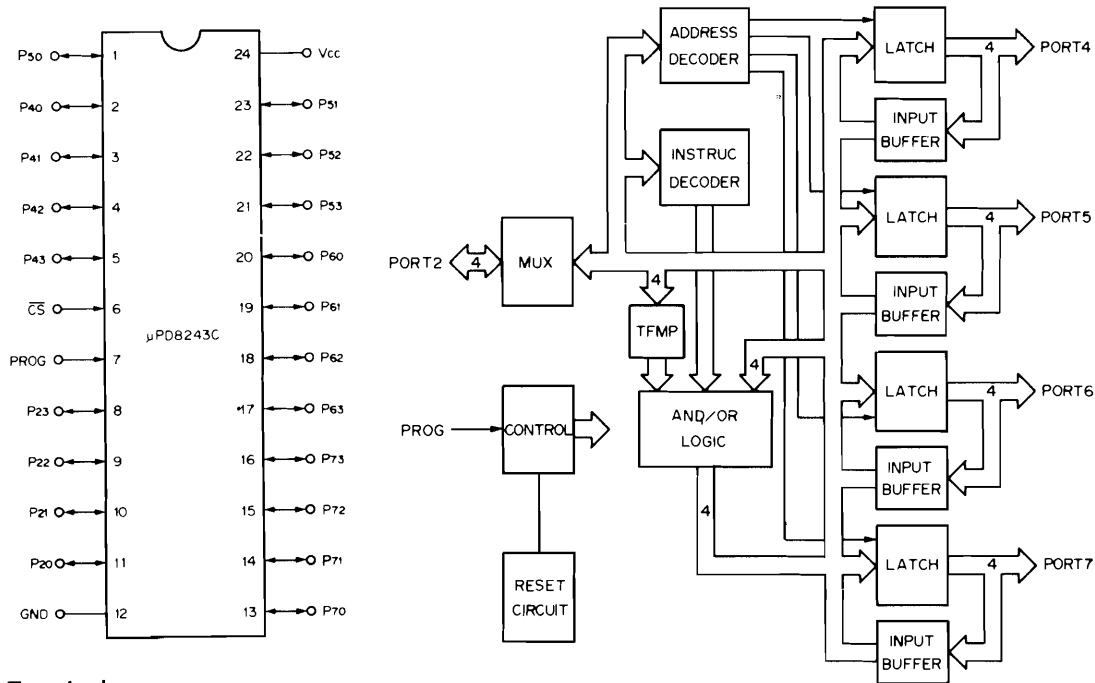 P50 1 24 Vcc
P40 2 23 P51
P41 3 22 P52
P42 4 21 P53
P43 5 20 P60
CS 6 19 P61
μPD8243C
PROG 7 18 P62
P23 8 17 P63
P22 9 16 P73
P21 10 15 P72
P20 11 14 P71
GND 12 13 P70
ADDRESS
DECODER
INSTRUC
DECODER
PORT2
4
MUX
4
TFMP
4
AND/OR
LOGIC
4
PROG
CONTROL
RESET
CIRCUIT
LATCH
4
PORT4
INPUT
BUFFER
LATCH
4
PORT5
INPUT
BUFFER
LATCH
4
PORT6
INPUT
BUFFER
LATCH
4
PORT7
INPUT
BUFFER